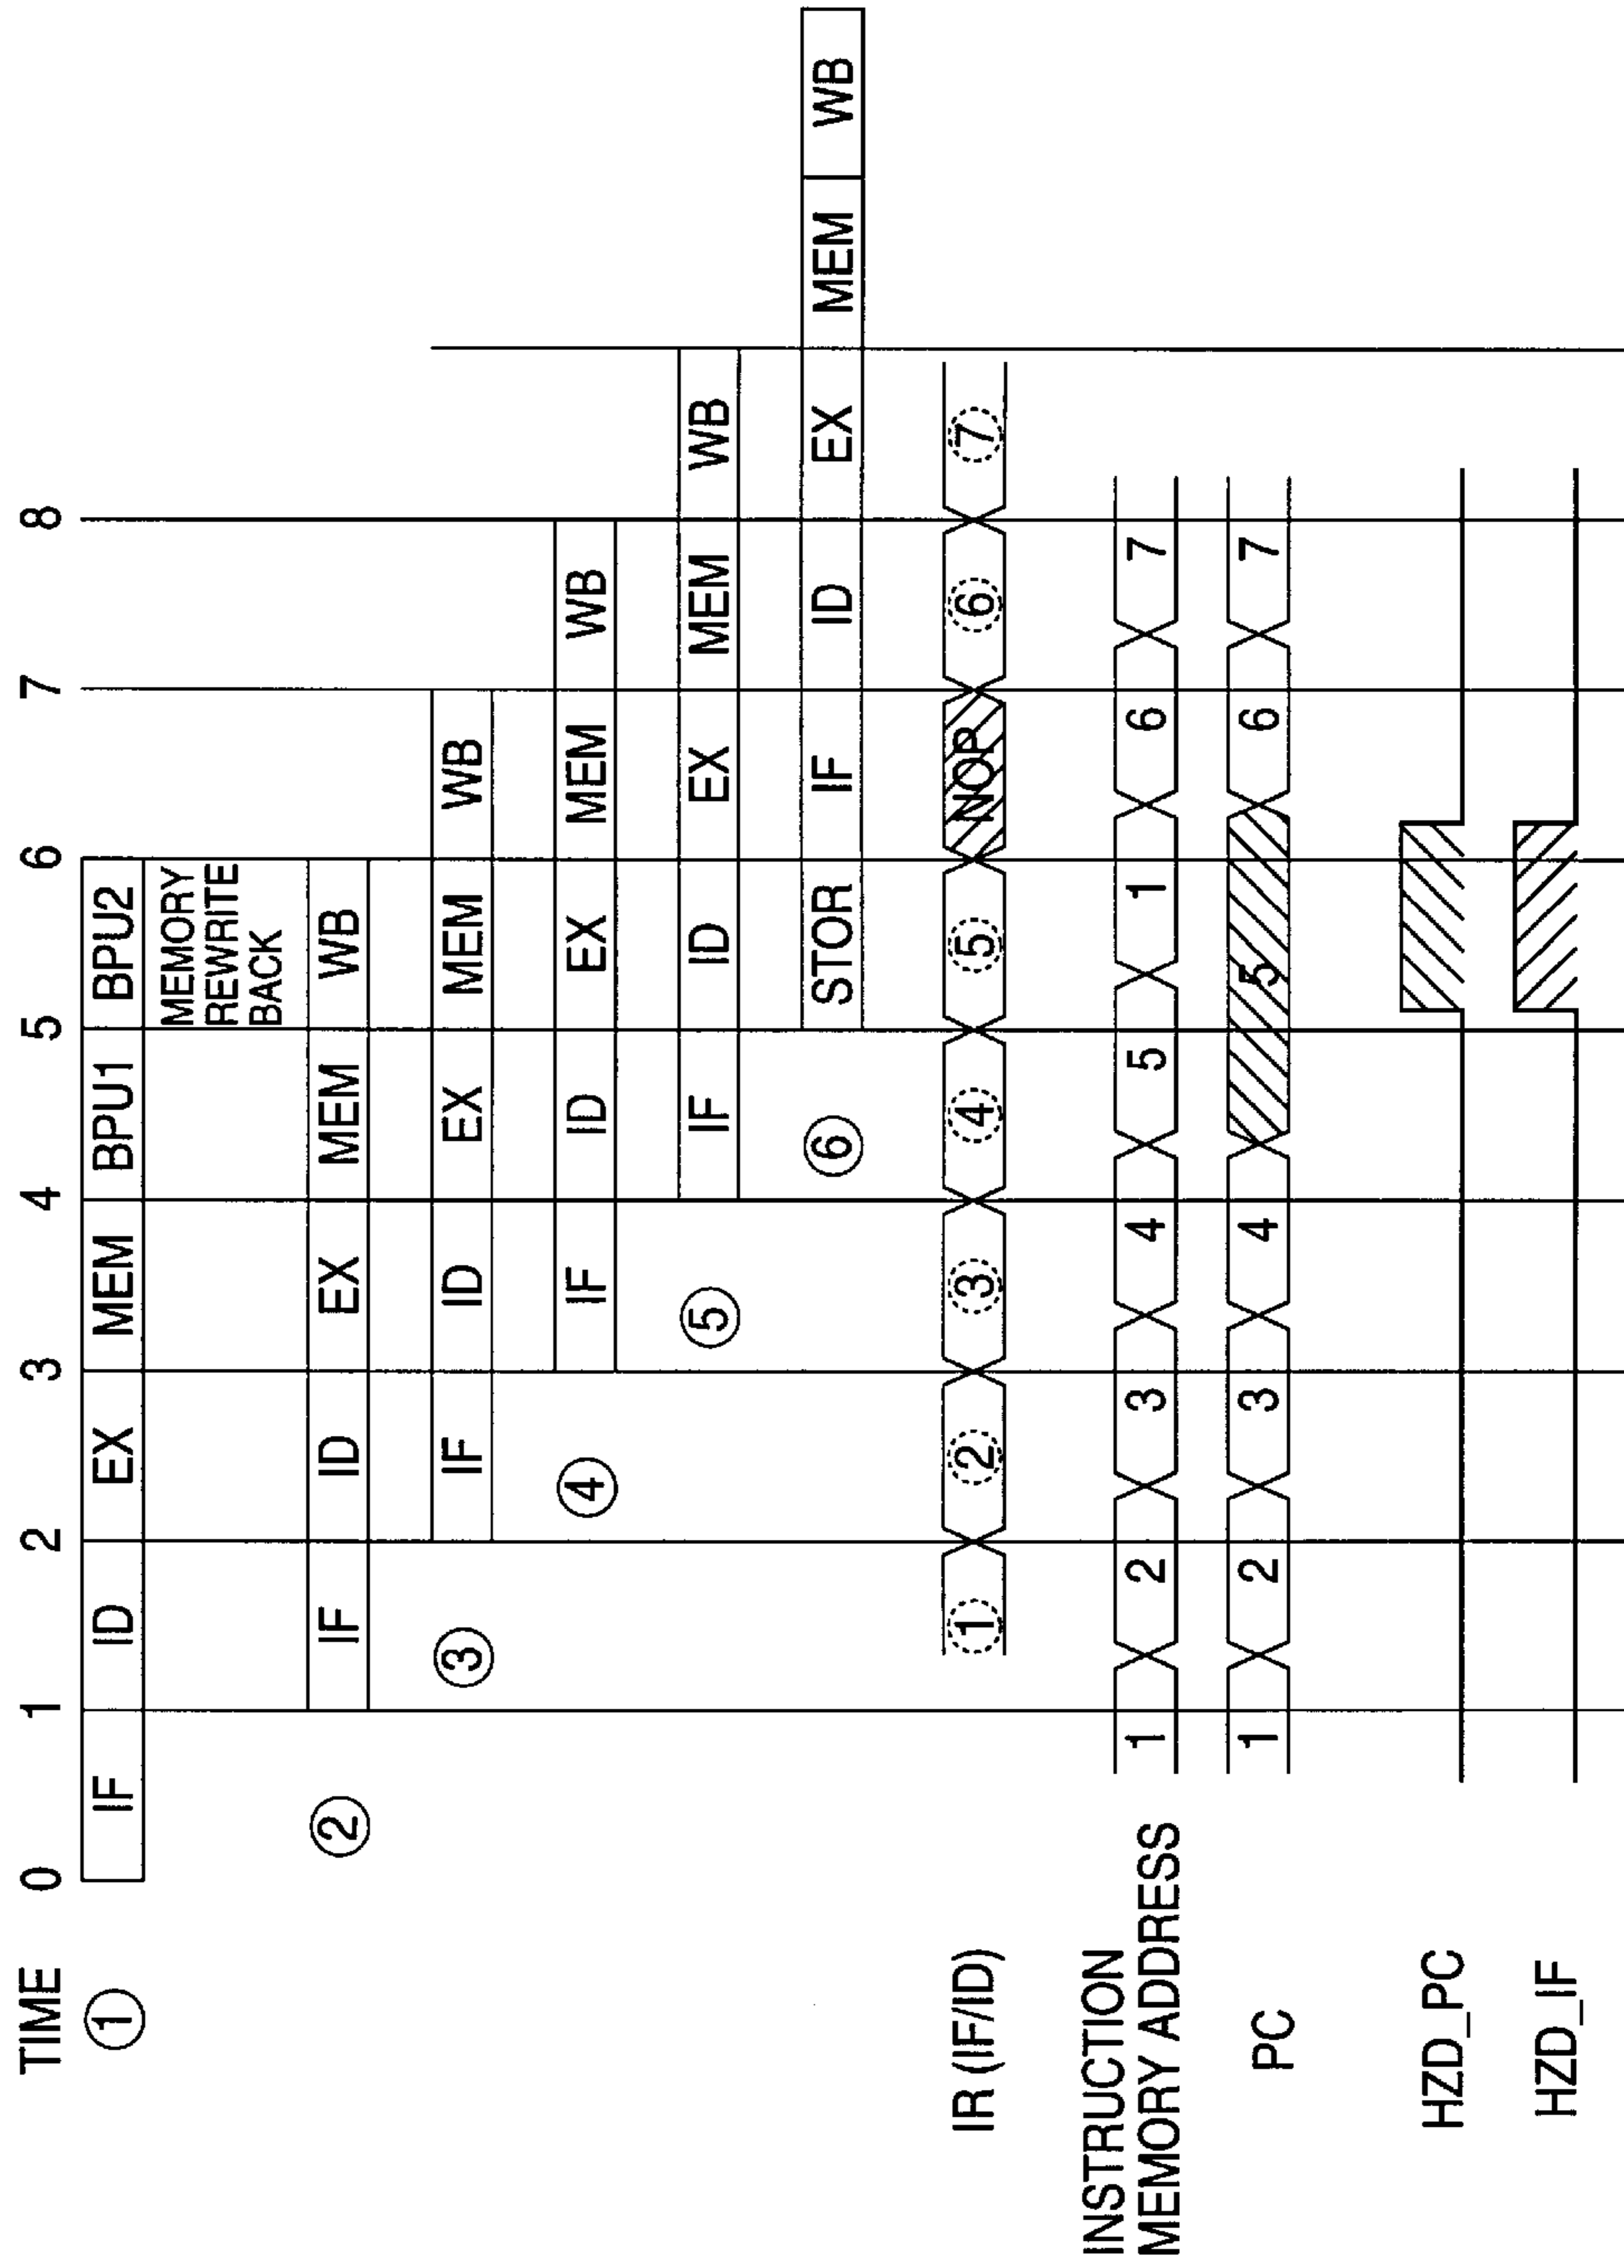 TIME 0 1 2 3 4 5 6 7 8
① IF ID EX MEM BPU1 BPU2
MEMORY
REWRITE
BACK
② IF ID EX MEM WB
③ IF ID EX MEM WB
④ IF ID EX MEM WB
⑤ IF ID EX MEM WB
⑥ STOR IF ID EX MEM WB
IR (IF/ID) ① ② ③ ④ ⑤ NOP ⑥ ⑦
INSTRUCTION
MEMORY ADDRESS 1 2 3 4 5 1 6 7
PC 1 2 3 4 5 6 7
HZD_PC
HZD_IF